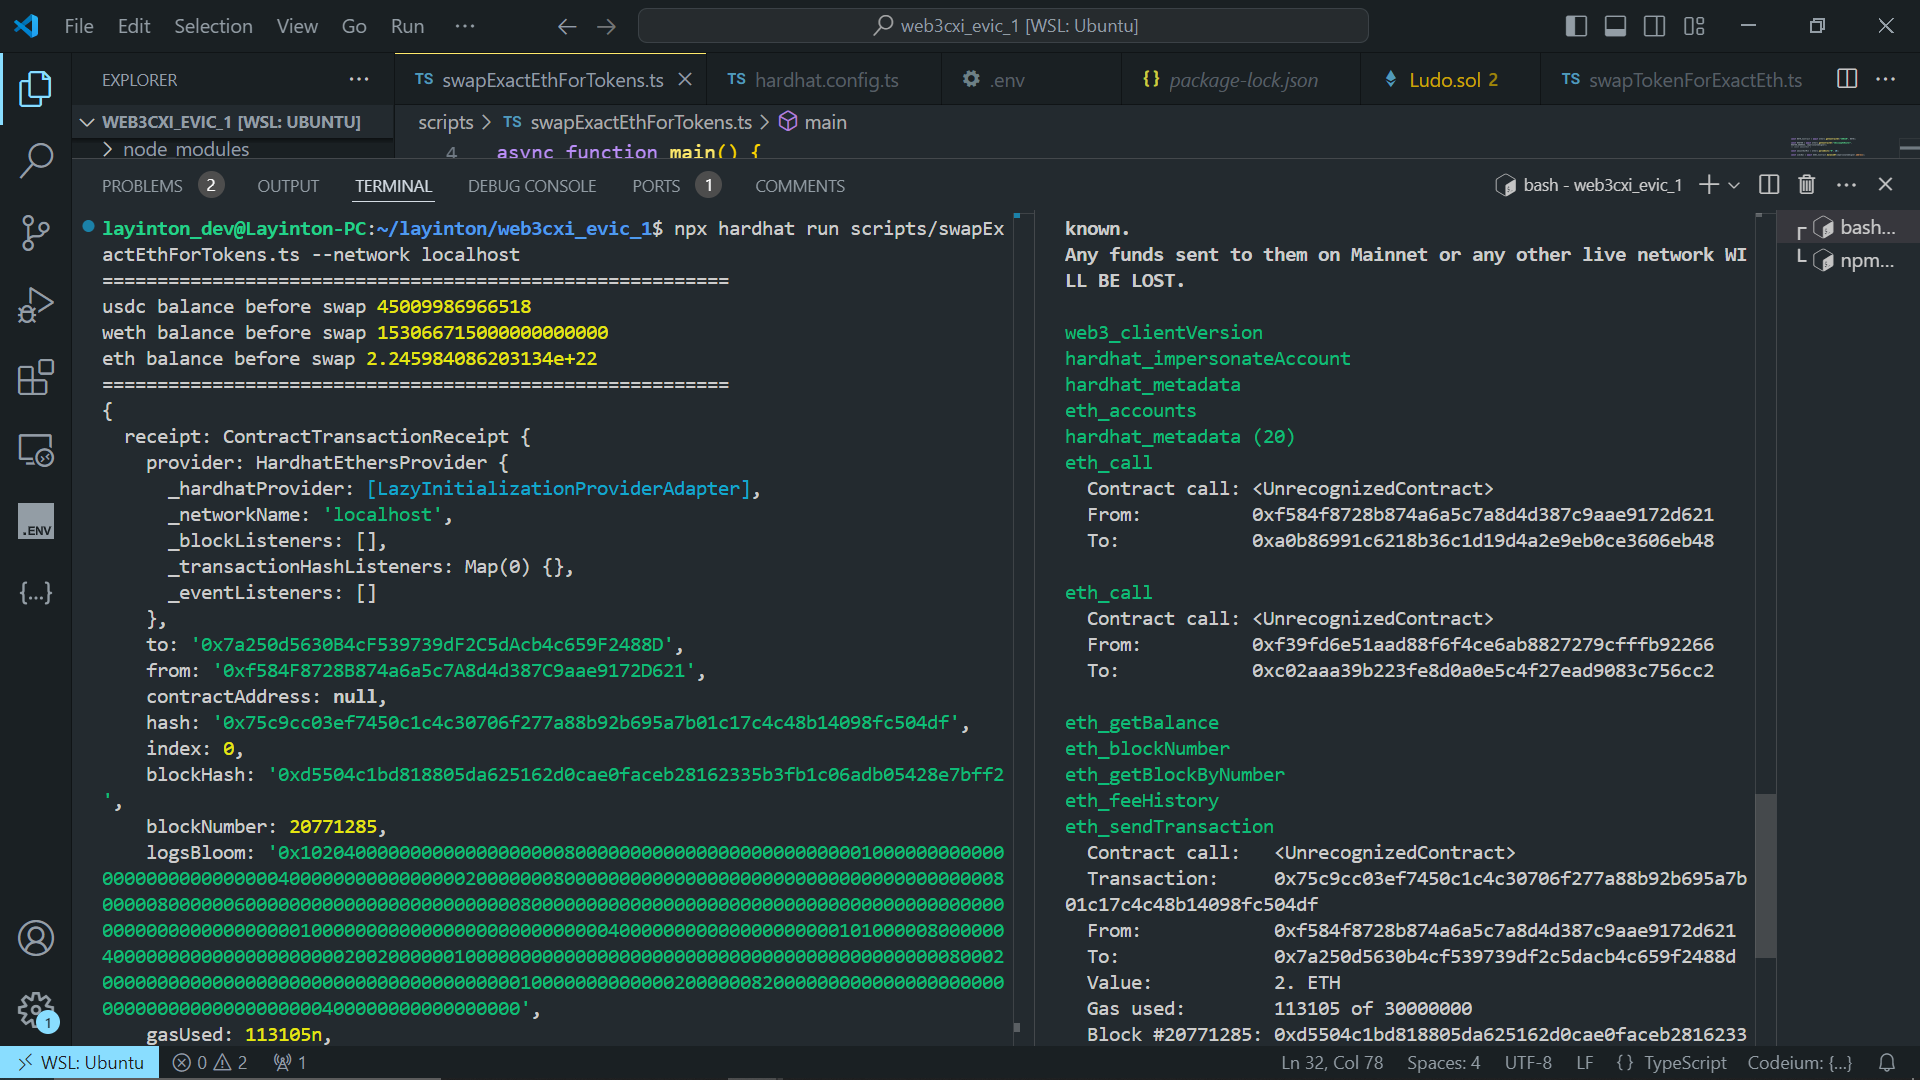 File Edit Selection View Go Run ··· web3cxi_evic_1 [WSL: Ubuntu]
EXPLORER ···
TS swapExactEthForTokens.ts TS hardhat.config.ts .env {} package-lock.json Ludo.sol 2 TS swapTokenForExactEth.ts ···
WEB3CXI_EVIC_1 [WSL: UBUNTU]
scripts > TS swapExactEthForTokens.ts > main
node_modules
4 async function main() {
PROBLEMS 2 OUTPUT TERMINAL DEBUG CONSOLE PORTS 1 COMMENTS bash - web3cxi_evic_1 ···
layinton_dev@Layinton-PC:~/layinton/web3cxi_evic_1$ npx hardhat run scripts/swapEx
actEthForTokens.ts --network localhost
=========================================================
usdc balance before swap 45009986966518
weth balance before swap 153066715000000000000
eth balance before swap 2.245984086203134e+22
=========================================================
{
receipt: ContractTransactionReceipt {
provider: HardhatEthersProvider {
_hardhatProvider: [LazyInitializationProviderAdapter],
_networkName: 'localhost',
_blockListeners: [],
_transactionHashListeners: Map(0) {},
_eventListeners: []
},
to: '0x7a250d5630B4cF539739dF2C5dAcb4c659F2488D',
from: '0xf584F8728B874a6a5c7A8d4d387C9aae9172D621',
contractAddress: null,
hash: '0x75c9cc03ef7450c1c4c30706f277a88b92b695a7b01c17c4c48b14098fc504df',
index: 0,
blockHash: '0xd5504c1bd818805da625162d0cae0faceb28162335b3fb1c06adb05428e7bff2
',
blockNumber: 20771285,
logsBloom:
gasUsed: 113105n,
known.
Any funds sent to them on Mainnet or any other live network WI
LL BE LOST.
web3_clientVersion
hardhat_impersonateAccount
hardhat_metadata
eth_accounts
hardhat_metadata (20)
eth_call
Contract call: <UnrecognizedContract>
From: 0xf584f8728b874a6a5c7a8d4d387c9aae9172d621
To: 0xa0b86991c6218b36c1d19d4a2e9eb0ce3606eb48
eth_call
Contract call: <UnrecognizedContract>
From: 0xf39fd6e51aad88f6f4ce6ab8827279cfffb92266
To: 0xc02aaa39b223fe8d0a0e5c4f27ead9083c756cc2
eth_getBalance
eth_blockNumber
eth_getBlockByNumber
eth_feeHistory
eth_sendTransaction
Contract call: <UnrecognizedContract>
Transaction: 0x75c9cc03ef7450c1c4c30706f277a88b92b695a7b
01c17c4c48b14098fc504df
From: 0xf584f8728b874a6a5c7a8d4d387c9aae9172d621
To: 0x7a250d5630b4cf539739df2c5dacb4c659f2488d
Value: 2. ETH
Gas used: 113105 of 30000000
Block #20771285: 0xd5504c1bd818805da625162d0cae0faceb2816233
bash...
npm...
.ENV
{...}
1
WSL: Ubuntu 0 2 1 Ln 32, Col 78 Spaces: 4 UTF-8 LF {} TypeScript Codeium: {...}